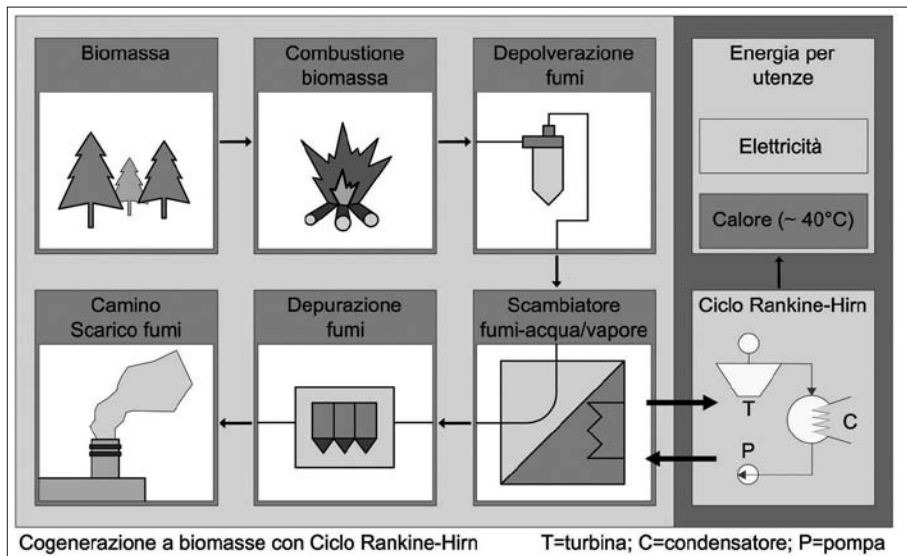 Biomassa
Combustione
biomassa
Depolverazione
fumi
Energia per
utenze
Elettricità
Calore (~ 40°C)
Camino
Scarico fumi
Depurazione
fumi
Scambiatore
fumi-acqua/vapore
Ciclo Rankine-Hirn
T
C
P
Cogenerazione a biomasse con Ciclo Rankine-Hirn
T=turbina; C=condensatore; P=pompa